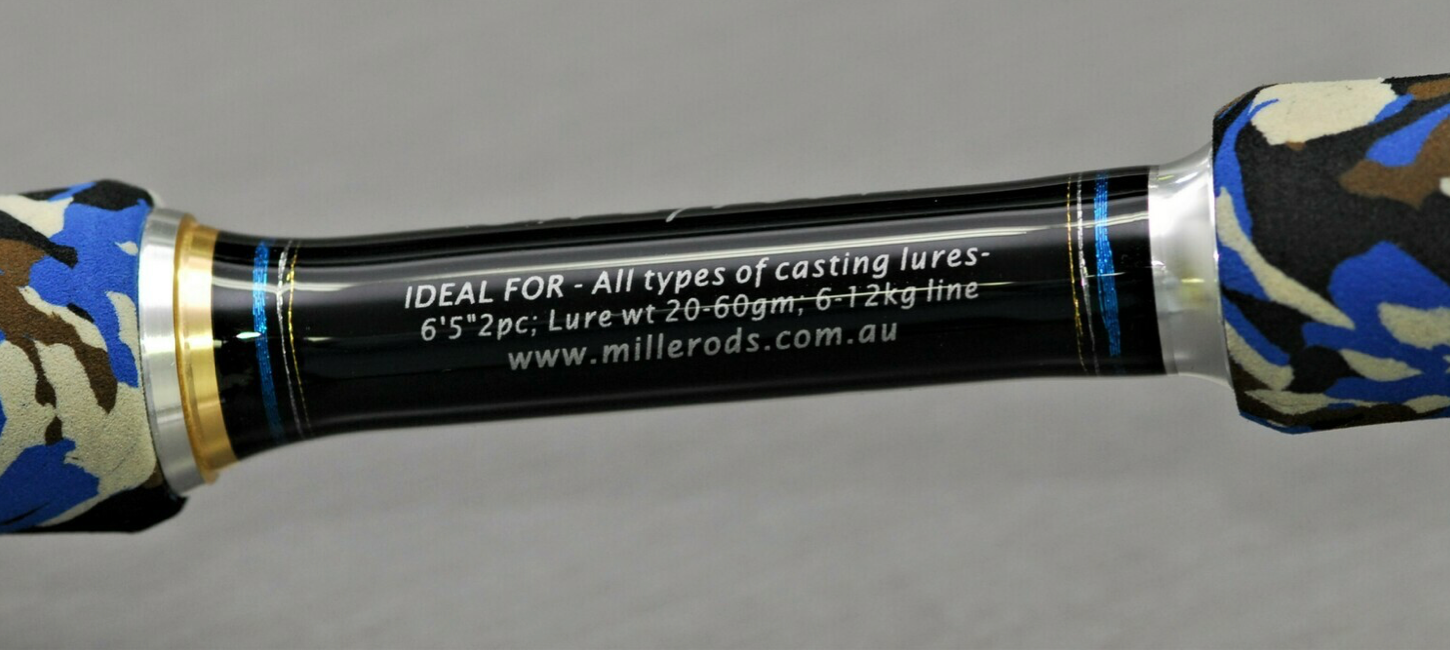 IDEAL FOR - All types of casting lures-
6'5"2pc; Lure wt 20-60gm; 6-12kg line
www.millerods.com.au